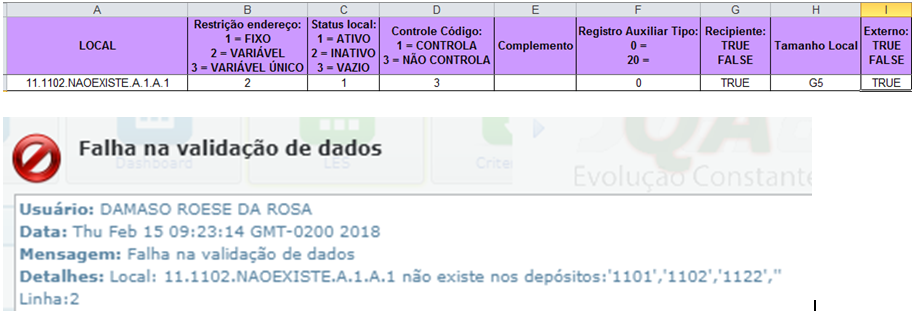 A B C D E F G H I
LOCAL
Restrição endereço:
1 = FIXO
2 = VARIÁVEL
3 = VARIÁVEL ÚNICO
Status local:
1 = ATIVO
2 = INATIVO
3 = VAZIO
Controle Código:
1 = CONTROLA
3 = NÃO CONTROLA
Complemento
Registro Auxiliar Tipo:
0 =
20 =
Recipiente:
TRUE
FALSE
Tamanho Local
Externo:
TRUE
FALSE
11.1102.NAOEXISTE.A.1.A.1 2 1 3 0 TRUE G5 TRUE
Falha na validação de dados
Dashboard LES Crite
QAB
Evolução Constante
Usuário: DAMASO ROESE DA ROSA
Data: Thu Feb 15 09:23:14 GMT-0200 2018
Mensagem: Falha na validação de dados
Detalhes: Local: 11.1102.NAOEXISTE.A.1.A.1 não existe nos depósitos:'1101','1102','1122',''
Linha:2